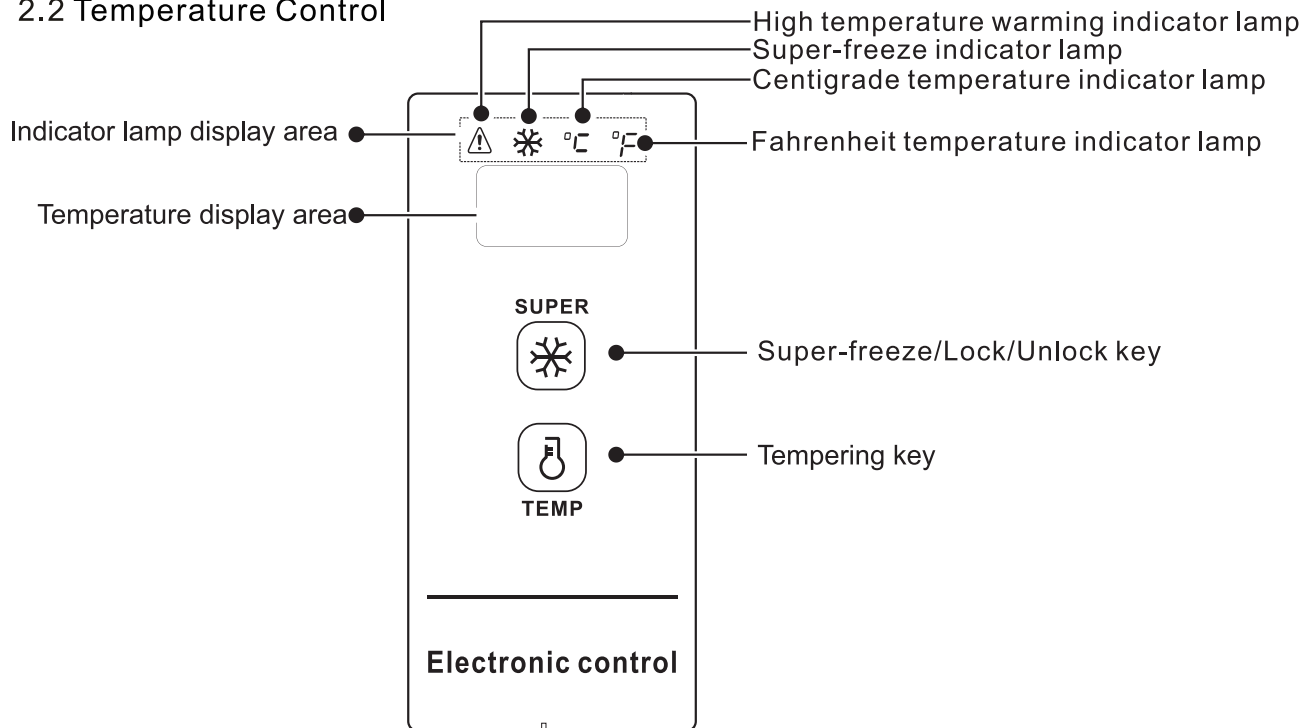 2.2 Temperature Control
High temperature warming indicator lamp
Super-freeze indicator lamp
Centigrade temperature indicator lamp
Indicator lamp display area
°C °F
Fahrenheit temperature indicator lamp
Temperature display area
SUPER
Super-freeze/Lock/Unlock key
Tempering key
TEMP
Electronic control